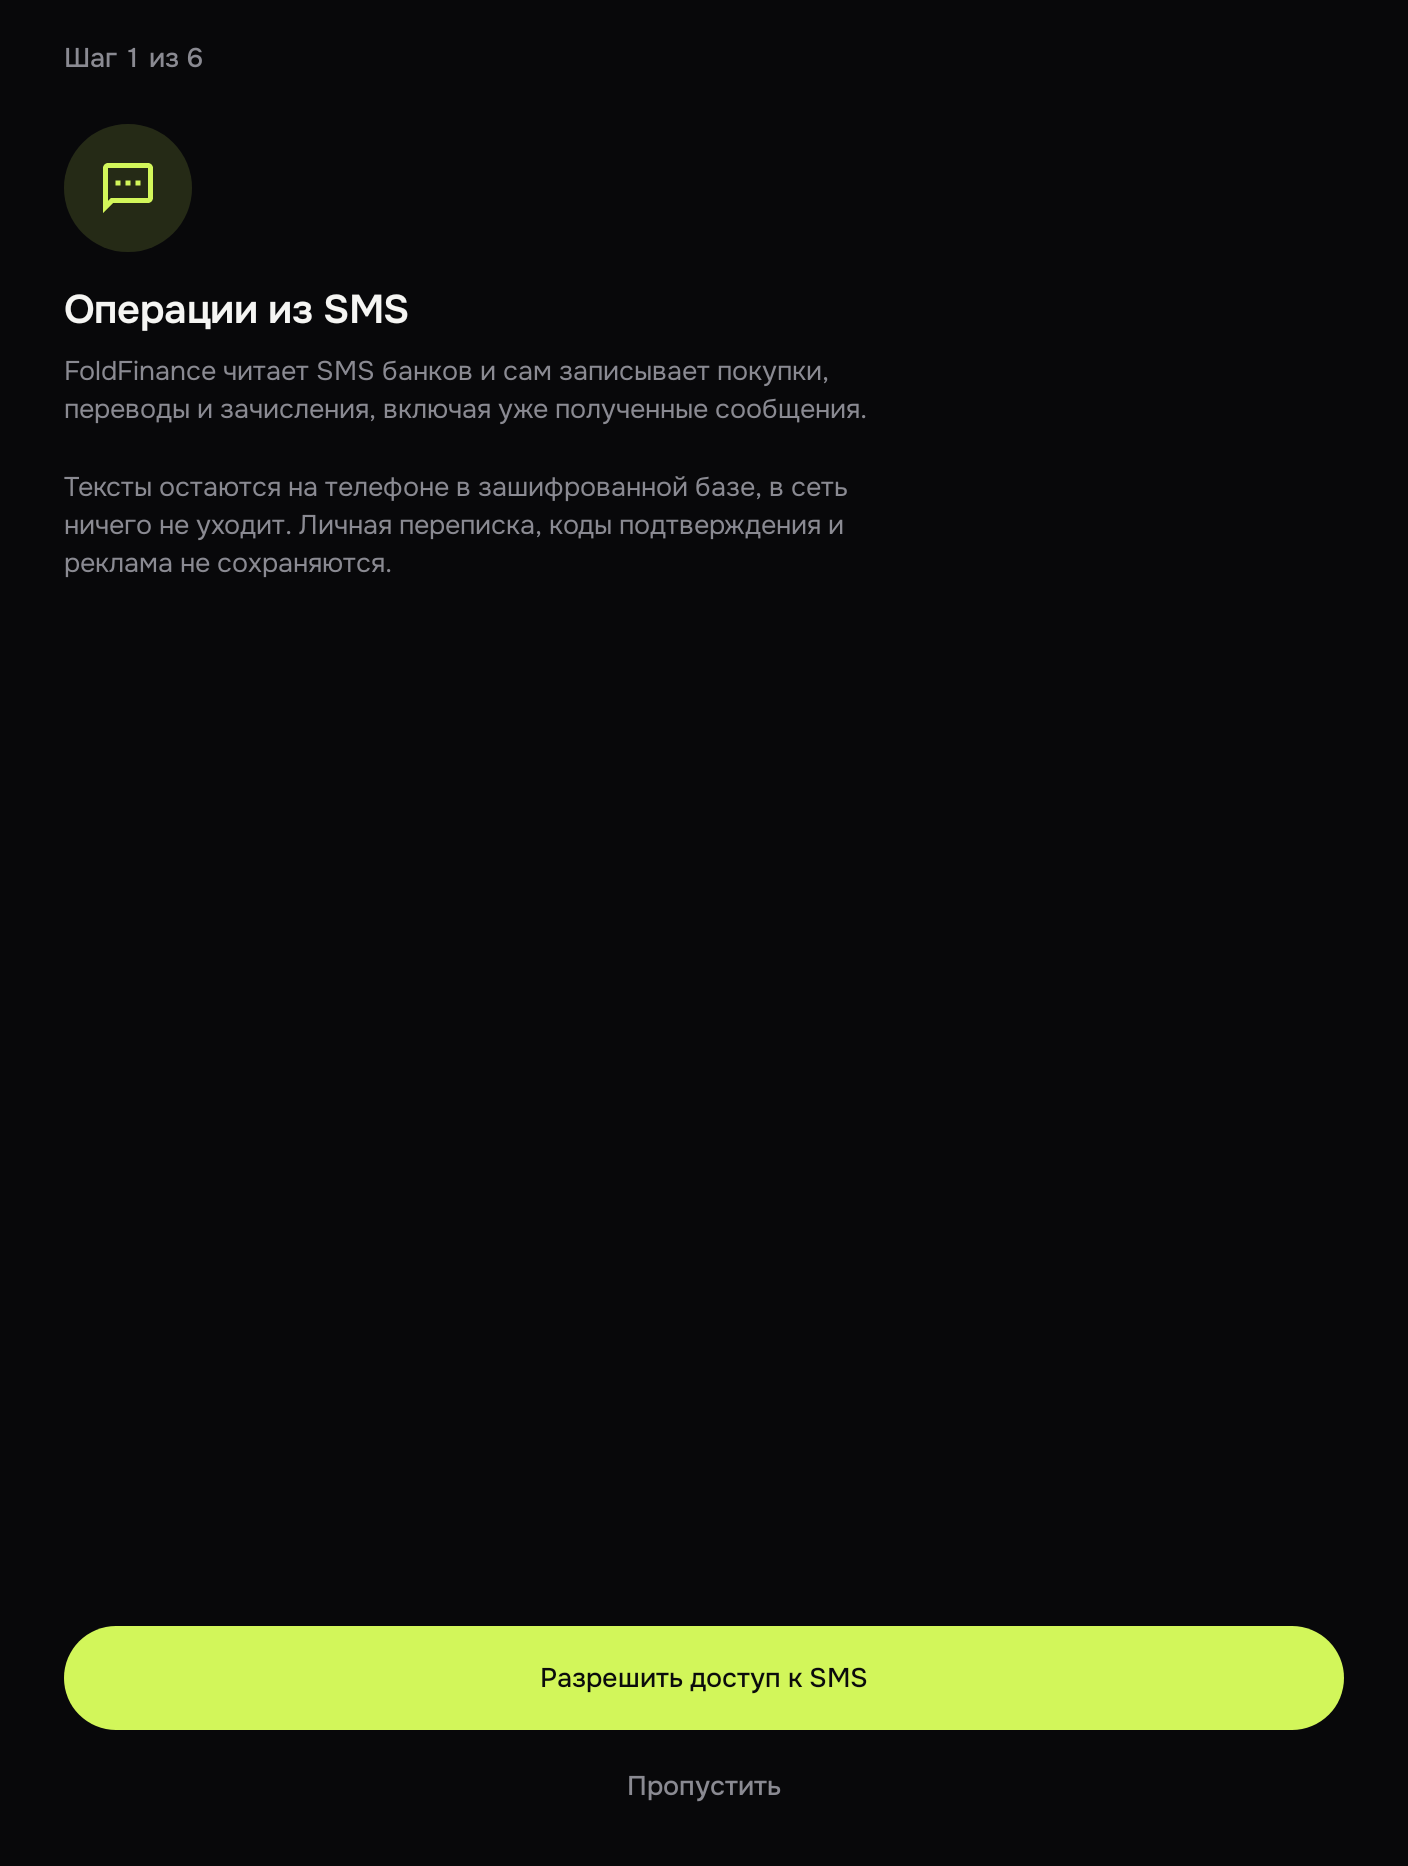 Шаг 1 из 6
Операции из SMS
FoldFinance читает SMS банков и сам записывает покупки,
переводы и зачисления, включая уже полученные сообщения.
Тексты остаются на телефоне в зашифрованной базе, в сеть
ничего не уходит. Личная переписка, коды подтверждения и
реклама не сохраняются.
Разрешить доступ к SMS
Пропустить